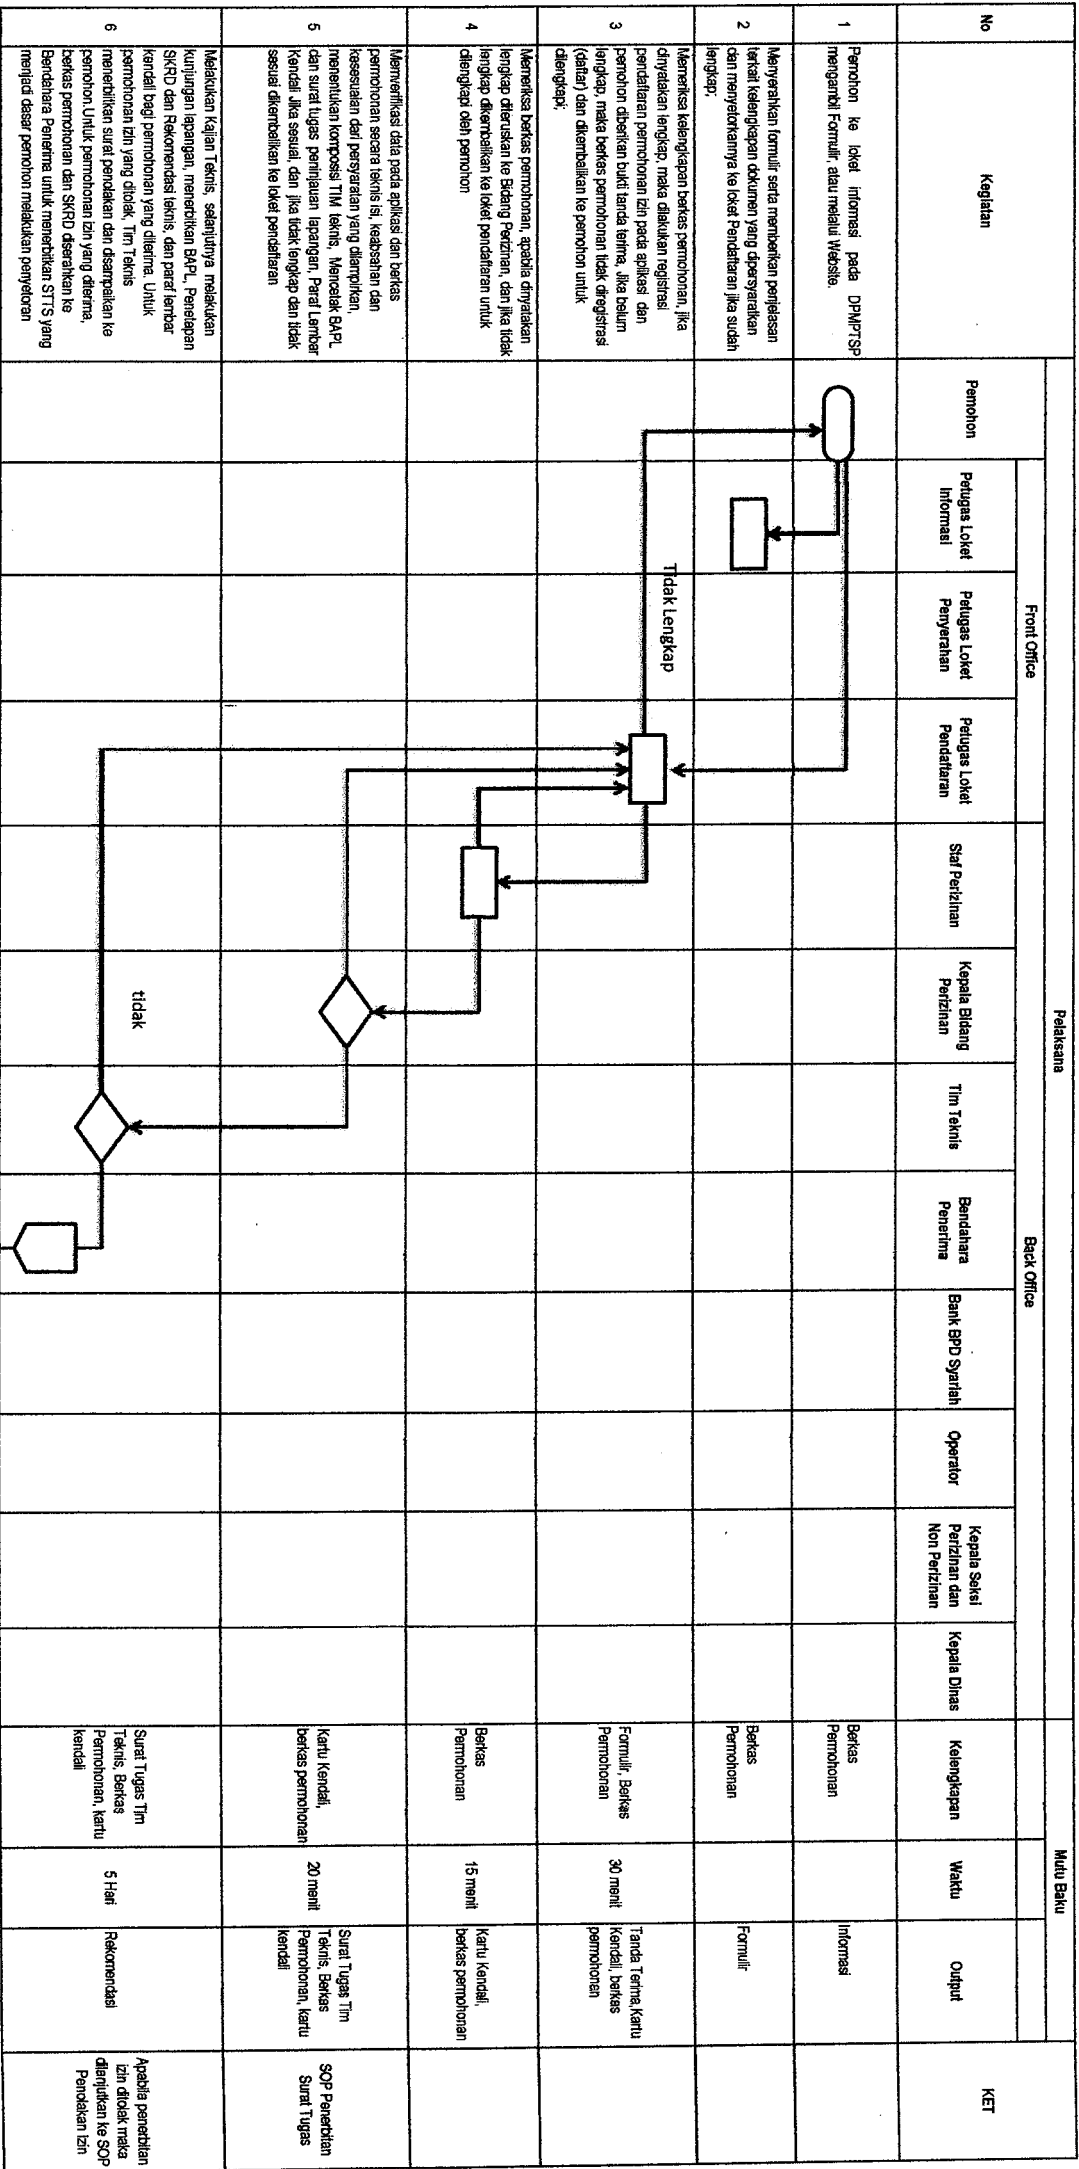 No
Kegiatan
Pelaksana
Mutu Baku
KET
Pemohon
Front Office
Back Office
Petugas Loket
Informasi
Petugas Loket
Penyerahan
Petugas Loket
Pendaftaran
Staf Perizinan
Kepala Bidang
Perizinan
Tim Teknis
Bendahara
Penerima
Bank BPD Syariah
Operator
Kepala Seksi
Perizinan dan
Non Perizinan
Kepala Dinas
Kelengkapan
Waktu
Output
1
Pemohon ke loket informasi pada DPMPTSP
mengambil Formulir, atau melalui Website.
Berkas
Permohonan
Informasi
2
Menyerahkan formulir serta memberikan penjelasan
terkait kelengkapan dokumen yang dipersyaratkan
dan menyetorkannya ke loket Pendaftaran jika sudah
lengkap;
Berkas
Permohonan
Formulir
3
Memeriksa kelengkapan berkas permohonan, jika
dinyatakan lengkap, maka dilakukan registrasi
pendaftaran permohonan izin pada aplikasi dan
pemohon diberikan bukti tanda terima, Jika belum
lengkap, maka berkas permohonan tidak diregistrasi
(daftar) dan dikembalikan ke pemohon untuk
dilengkapi;
Tidak Lengkap
Formulir, Berkas
Permohonan
30 menit
Tanda Terima,Kartu
Kendali, berkas
permohonan
4
Memeriksa berkas permohonan, apabila dinyatakan
lengkap diteruskan ke Bidang Perizinan, dan jika tidak
lengkap dikembalikan ke loket pendaftaran untuk
dilengkapi oleh pemohon
Berkas
Permohonan
15 menit
Kartu Kendali,
berkas permohonan
5
Memverifikasi data pada aplikasi dan berkas
permohonan secara teknis isi, keabsahan dan
kesesuaian dari persyaratan yang dilampirkan,
menentukan komposisi TIM teknis, Mencetak BAPL
dan surat tugas peninjauan lapangan, Paraf Lembar
Kendali Jika sesuai, dan jika tidak lengkap dan tidak
sesuai dikembalikan ke loket pendaftaran
Kartu Kendali,
berkas permohonan
20 menit
Surat Tugas Tim
Teknis, Berkas
Permohonan, kartu
kendali
SOP Penerbitan
Surat Tugas
6
Melakukan Kajian Teknis, selanjutnya melakukan
kunjungan lapangan, menerbitkan BAPL, Penetapan
SKRD dan Rekomendasi teknis, dan paraf lembar
kendali bagi permohonan yang diterima. Untuk
permohonan izin yang ditolak, Tim Teknis
menerbitkan surat penolakan dan disampaikan ke
pemohon.Untuk permohonan izin yang diterima,
berkas permohonan dan SKRD diserahkan ke
Bendahara Penerima untuk menerbitkan STTS yang
menjadi dasar pemohon melakukan penyetoran
tidak
Surat Tugas Tim
Teknis, Berkas
Permohonan, kartu
kendali
5 Hari
Rekomendasi
Apabila penerbitan
izin ditolak maka
dilanjutkan ke SOP
Penolakan Izin